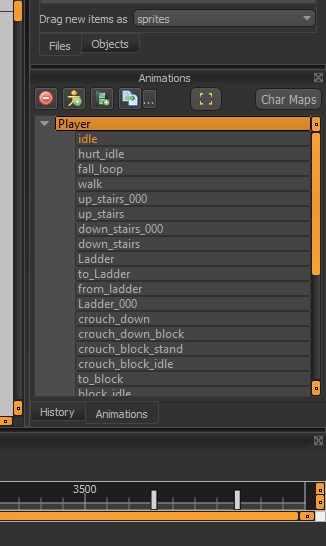 Drag new items as sprites
Files Objects
Animations
... Char Maps
Player
idle
hurt_idle
fall_loop
walk
up_stairs_000
up_stairs
down_stairs_000
down_stairs
Ladder
to_Ladder
from_ladder
Ladder_000
crouch_down
crouch_down_block
crouch_block_stand
crouch_block_idle
to_block
block_idle
History Animations
3500